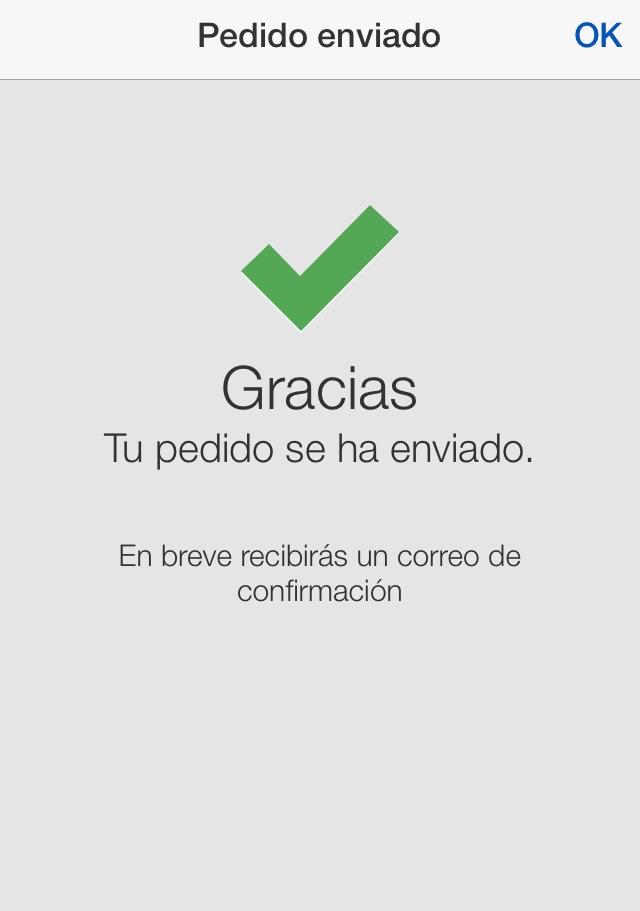 Pedido enviado
OK
Gracias
Tu pedido se ha enviado.
En breve recibirás un correo de
confirmación